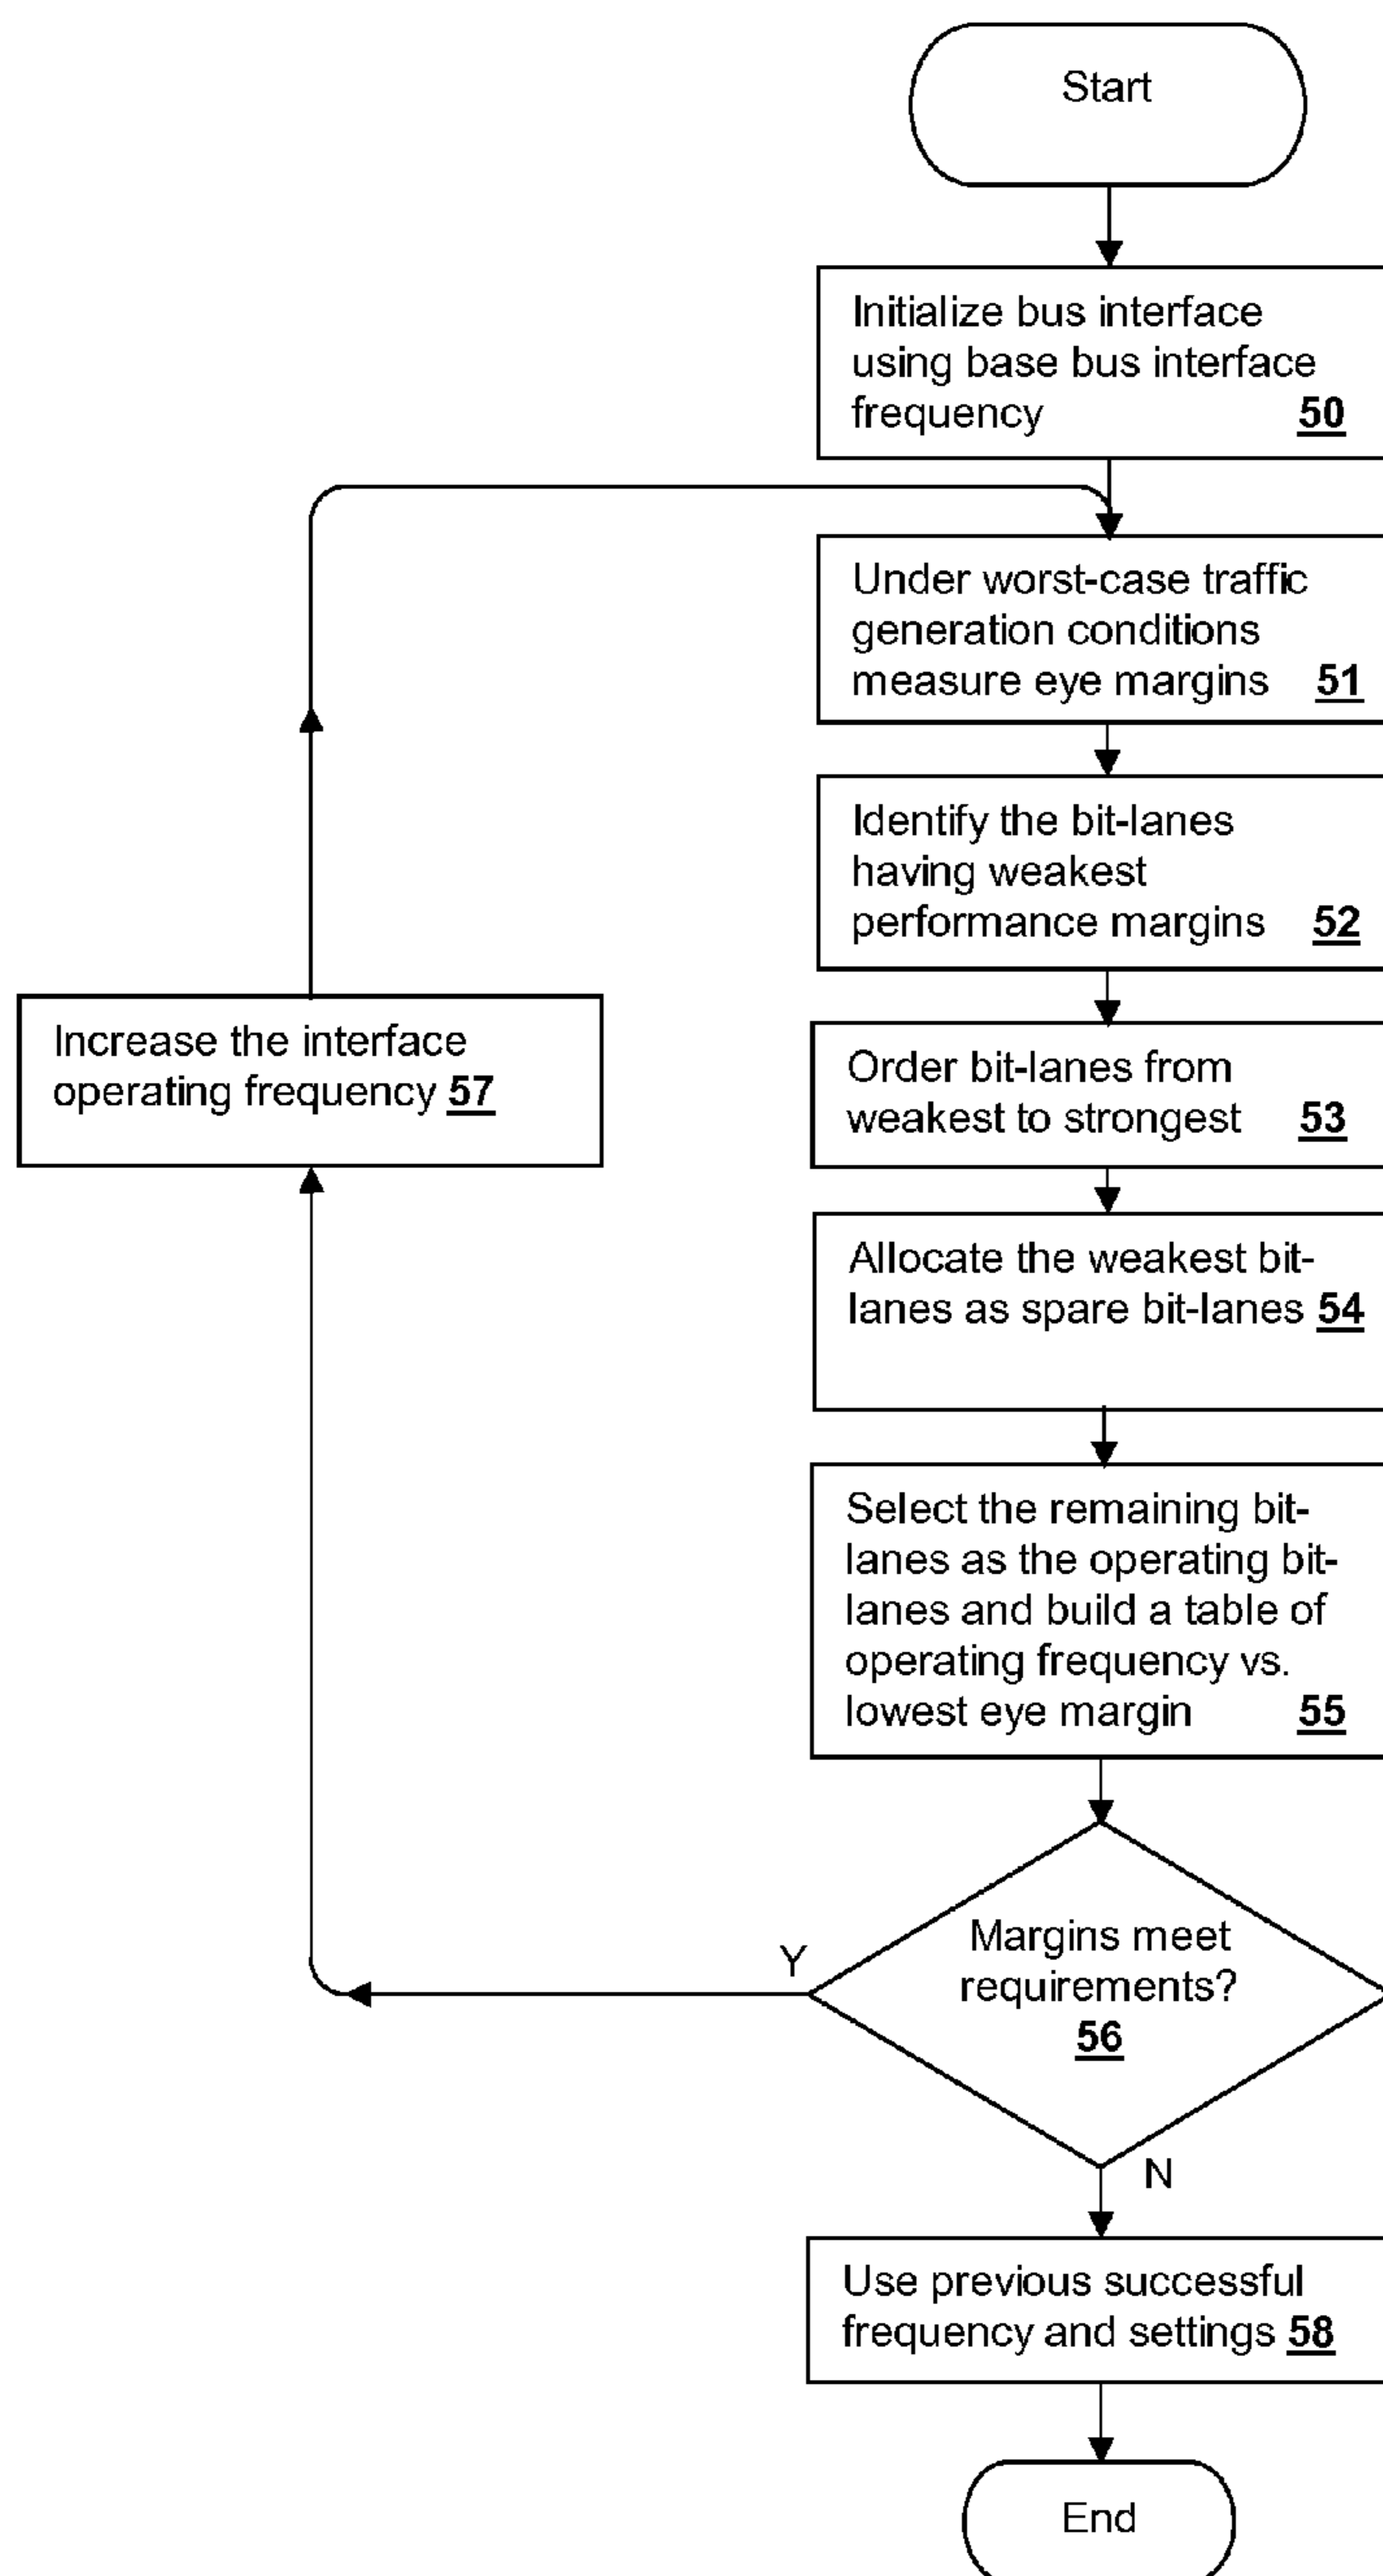 Start
Initialize bus interface
using base bus interface
frequency 50
Under worst-case traffic
generation conditions
measure eye margins 51
Identify the bit-lanes
having weakest
performance margins 52
Increase the interface
operating frequency 57
Order bit-lanes from
weakest to strongest 53
Allocate the weakest bit-
lanes as spare bit-lanes 54
Select the remaining bit-
lanes as the operating bit-
lanes and build a table of
operating frequency vs.
lowest eye margin 55
Y
Margins meet
requirements?
56
N
Use previous successful
frequency and settings 58
End